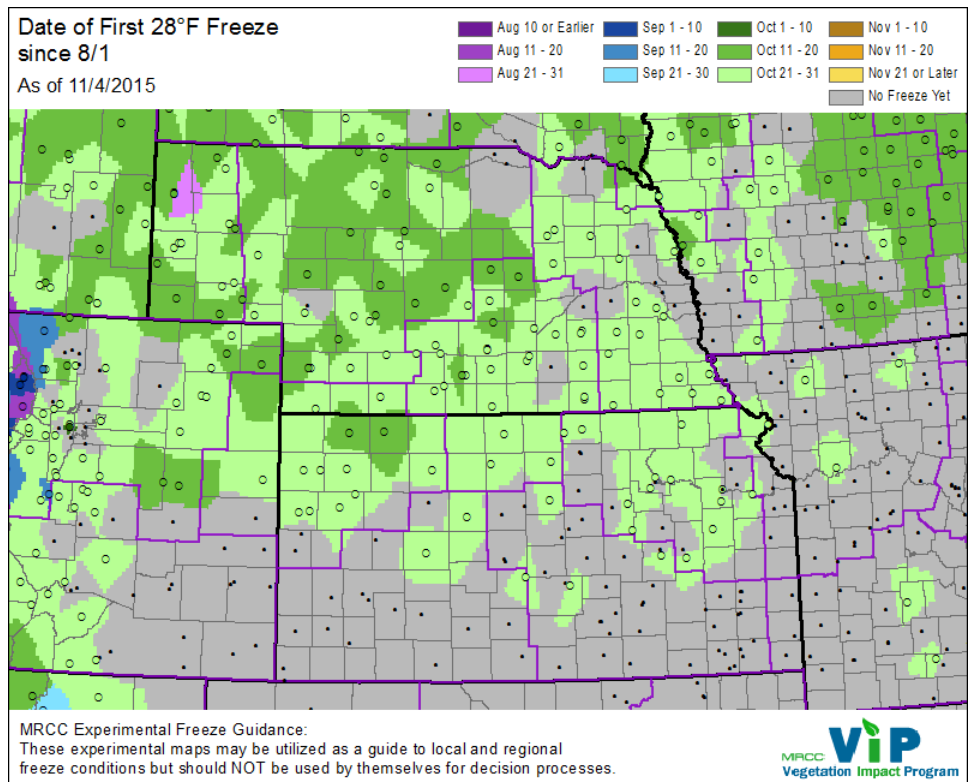 Date of First 28°F Freeze
since 8/1
As of 11/4/2015
Aug 10 or Earlier
Aug 11 - 20
Aug 21 - 31
Sep 1 - 10
Sep 11 - 20
Sep 21 - 30
Oct 1 - 10
Oct 11 - 20
Oct 21 - 31
Nov 1 - 10
Nov 11 - 20
Nov 21 or Later
No Freeze Yet
MRCC Experimental Freeze Guidance:
These experimental maps may be utilized as a guide to local and regional
freeze conditions but should NOT be used by themselves for decision processes.
MRCC ViP
Vegetation Impact Program